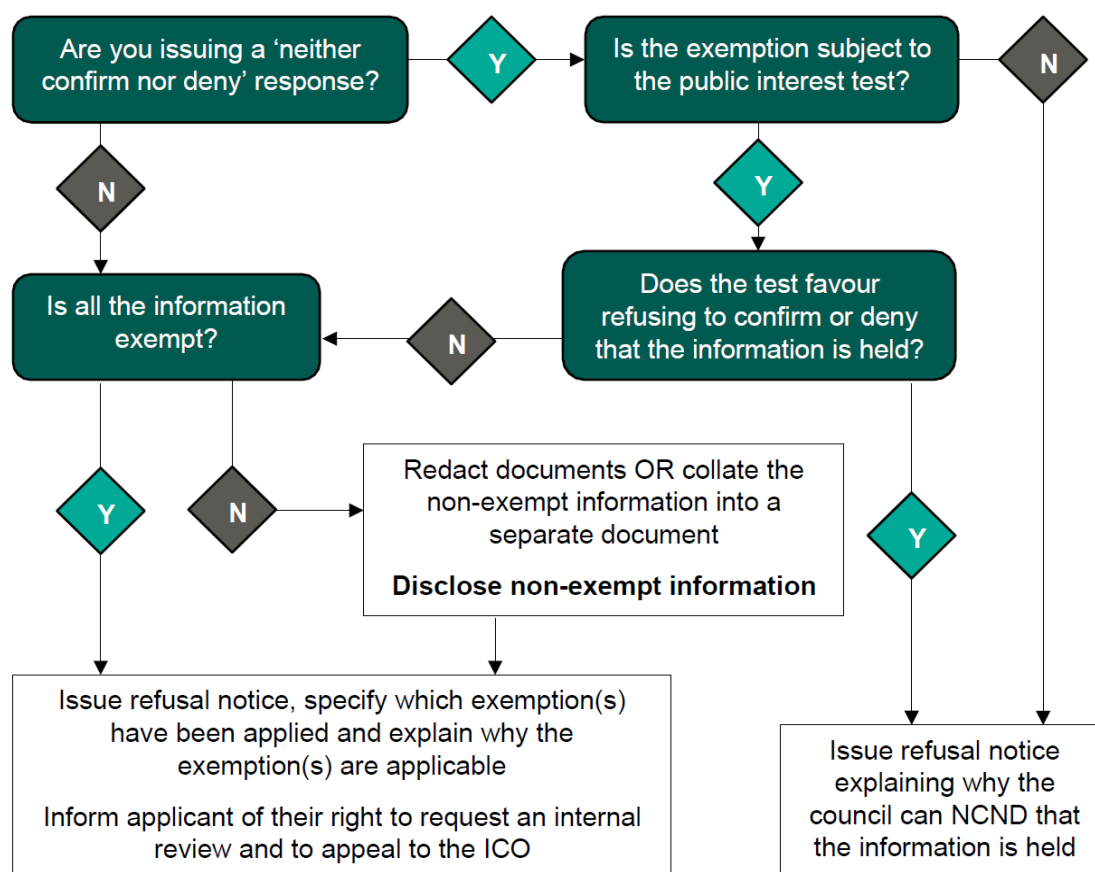 Are you issuing a ‘neither
confirm nor deny’ response?
Y
Is the exemption subject to
the public interest test?
N
N
Y
Is all the information
exempt?
N
Does the test favour
refusing to confirm or deny
that the information is held?
Y
N
Redact documents OR collate the
non-exempt information into a
separate document
Disclose non-exempt information
Y
Issue refusal notice, specify which exemption(s)
have been applied and explain why the
exemption(s) are applicable
Inform applicant of their right to request an internal
review and to appeal to the ICO
Issue refusal notice
explaining why the
council can NCND that
the information is held